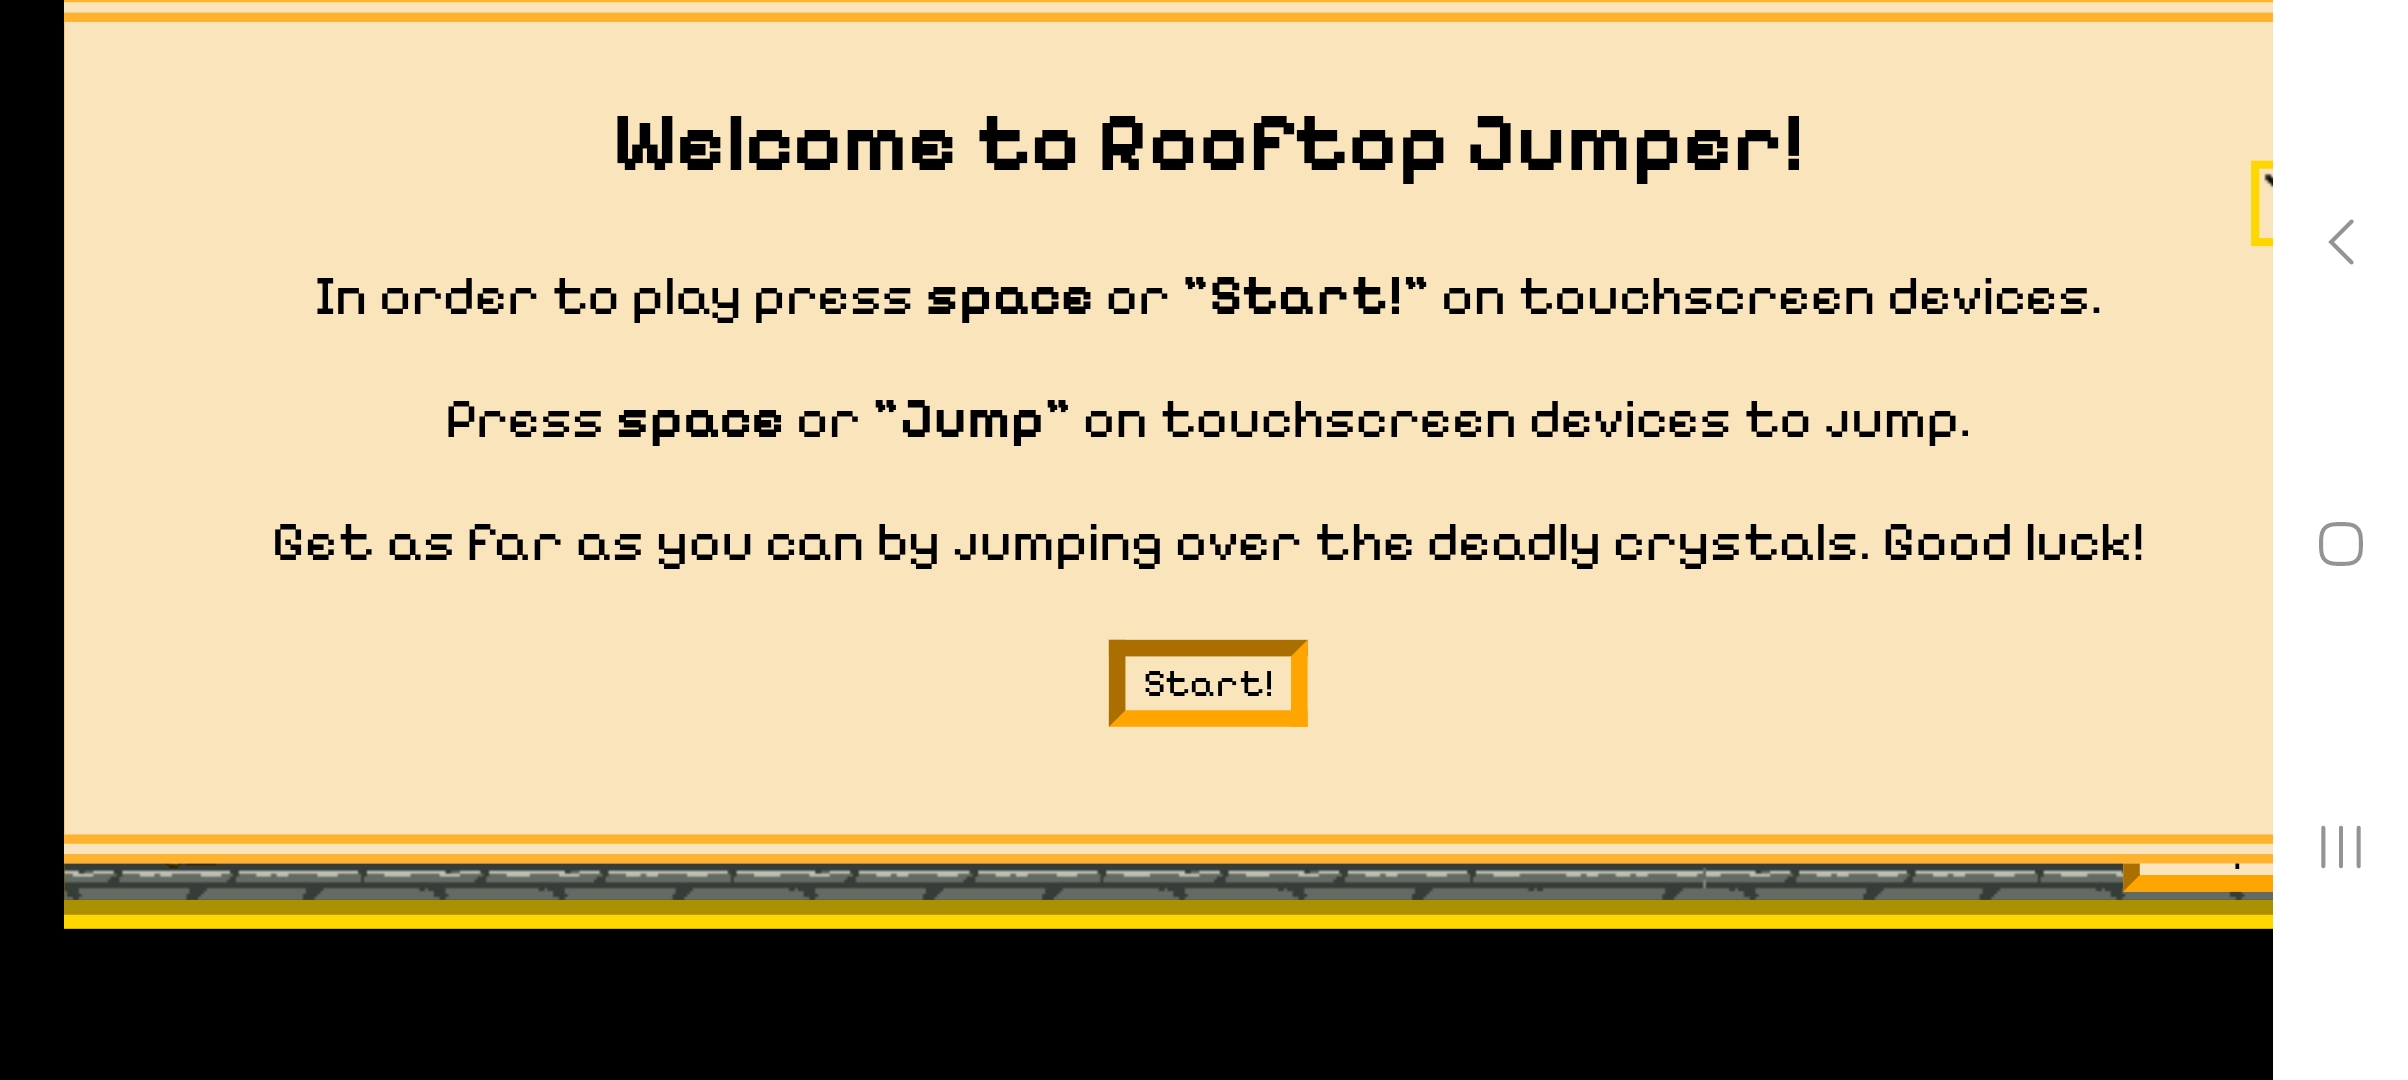 Welcome to Rooftop Jumper!
In order to play press space or "Start!" on touchscreen devices.
Press space or "Jump" on touchscreen devices to jump.
Get as far as you can by jumping over the deadly crystals. Good luck!
Start!